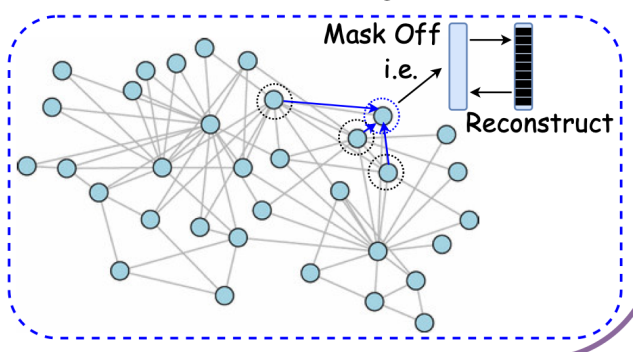 Mask Off
i.e.
Reconstruct